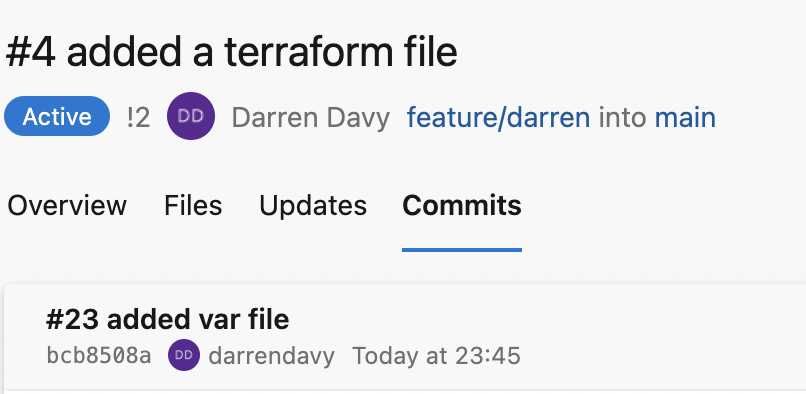 #4 added a terraform file
Active !2 DD Darren Davy feature/darren into main
Overview Files Updates Commits
#23 added var file
bcb8508a DD darrendavy Today at 23:45